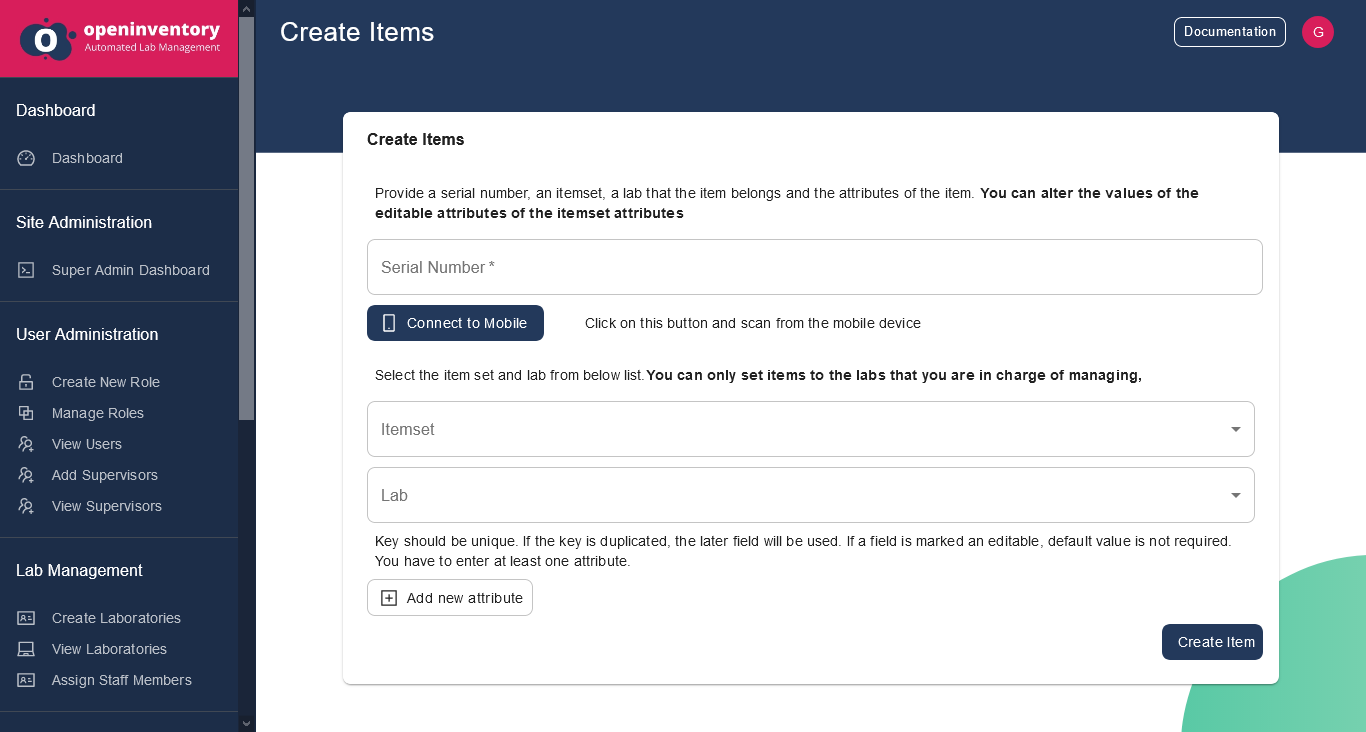 openinventory
Automated Lab Management
Create Items
Documentation
G
Dashboard
Dashboard
Site Administration
Super Admin Dashboard
User Administration
Create New Role
Manage Roles
View Users
Add Supervisors
View Supervisors
Lab Management
Create Laboratories
View Laboratories
Assign Staff Members
Create Items
Provide a serial number, an itemset, a lab that the item belongs and the attributes of the item. You can alter the values of the
editable attributes of the itemset attributes
Serial Number *
Connect to Mobile
Click on this button and scan from the mobile device
Select the item set and lab from below list.You can only set items to the labs that you are in charge of managing,
Itemset
Lab
Key should be unique. If the key is duplicated, the later field will be used. If a field is marked an editable, default value is not required.
You have to enter at least one attribute.
Add new attribute
Create Item